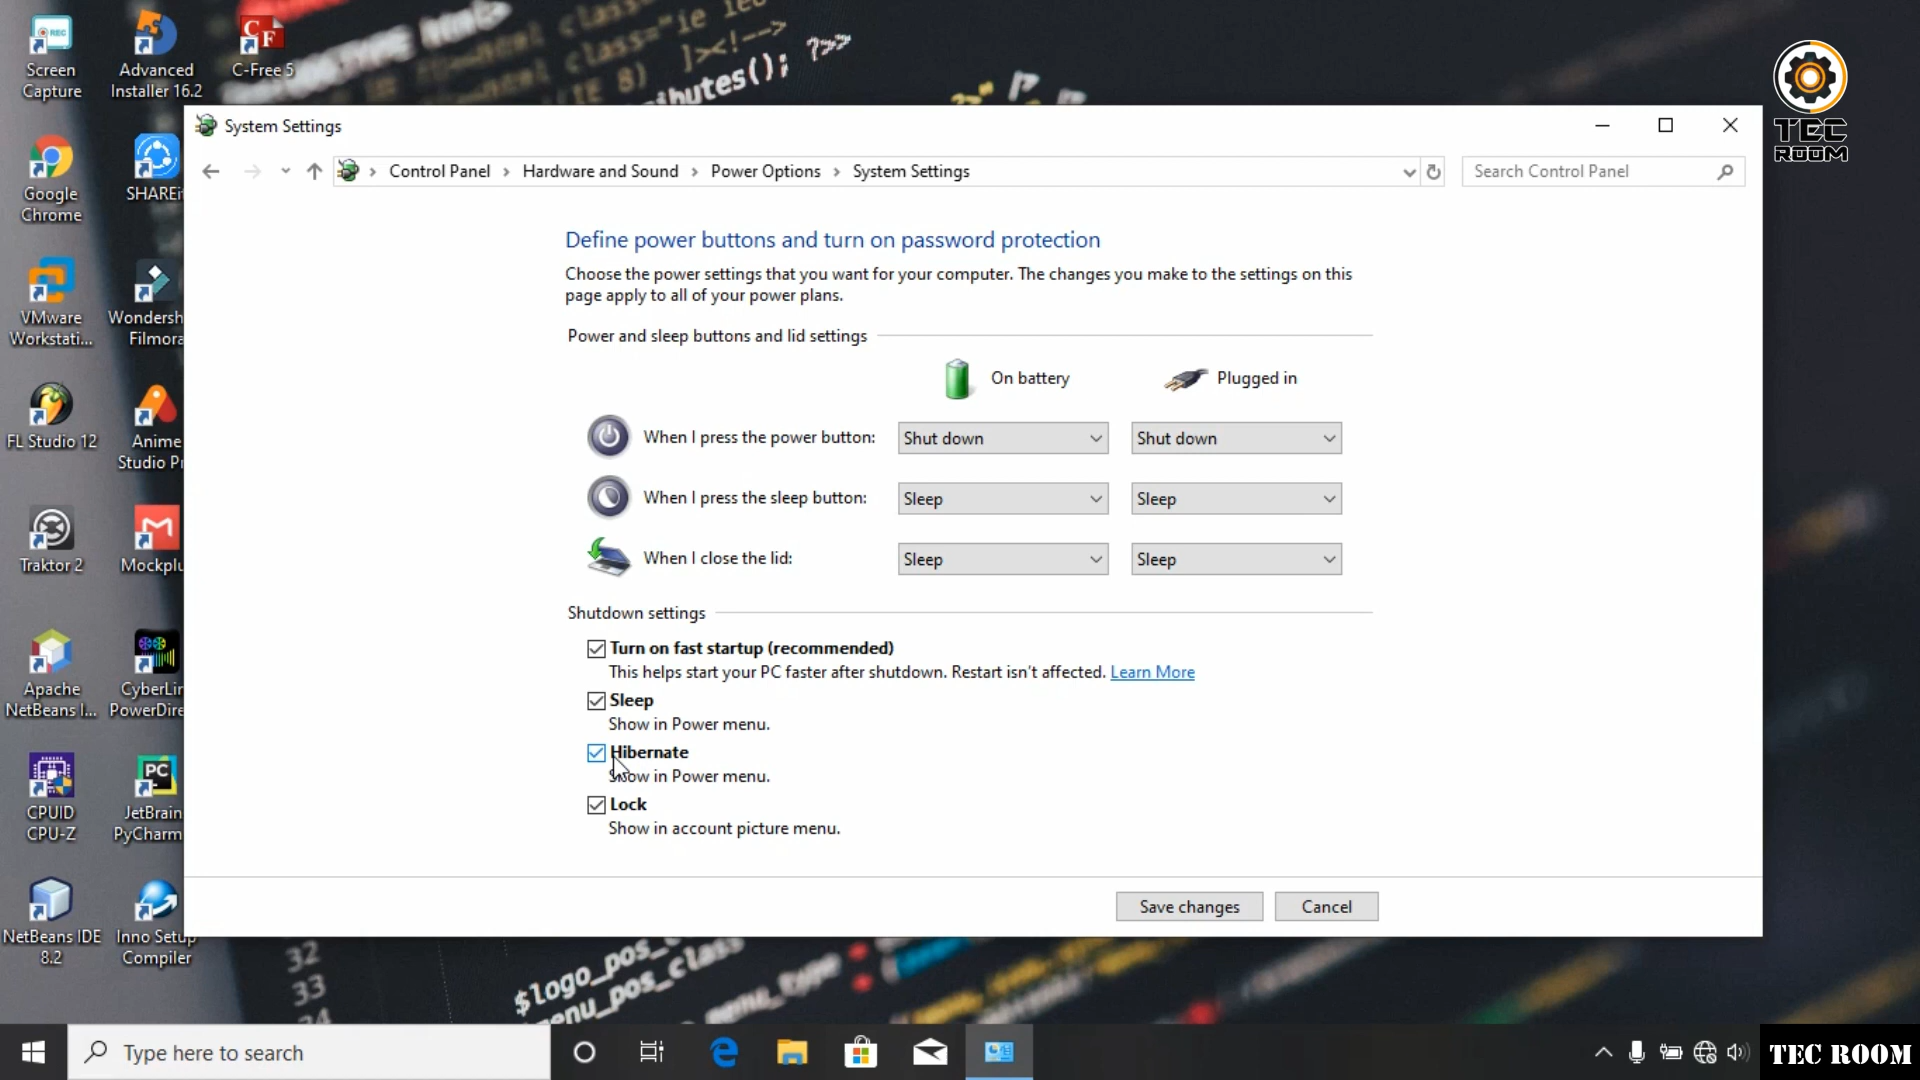 Screen
Capture
Advanced
Installer 16.2
C-Free 5
Google
Chrome
SHAREit
VMware
Workstati...
Wondersh
Filmora
FL Studio 12
Anime
Studio Pr
Traktor 2
Mockplu
Apache
NetBeans I...
CyberLin
PowerDire
CPUID
CPU-Z
JetBrain
PyCharm
NetBeans IDE
8.2
Inno Setup
Compiler
TEC
ROOM
System Settings
Control Panel
Hardware and Sound
Power Options
System Settings
Search Control Panel
Define power buttons and turn on password protection
Choose the power settings that you want for your computer. The changes you make to the settings on this
page apply to all of your power plans.
Power and sleep buttons and lid settings
On battery
Plugged in
When I press the power button:
Shut down
Shut down
When I press the sleep button:
Sleep
Sleep
When I close the lid:
Sleep
Sleep
Shutdown settings
Turn on fast startup (recommended)
This helps start your PC faster after shutdown. Restart isn't affected. Learn More
Sleep
Show in Power menu.
Hibernate
Show in Power menu.
Lock
Show in account picture menu.
Save changes
Cancel
32
33
$logo_pos_c
menu_pos_class
Type here to search
TEC ROOM